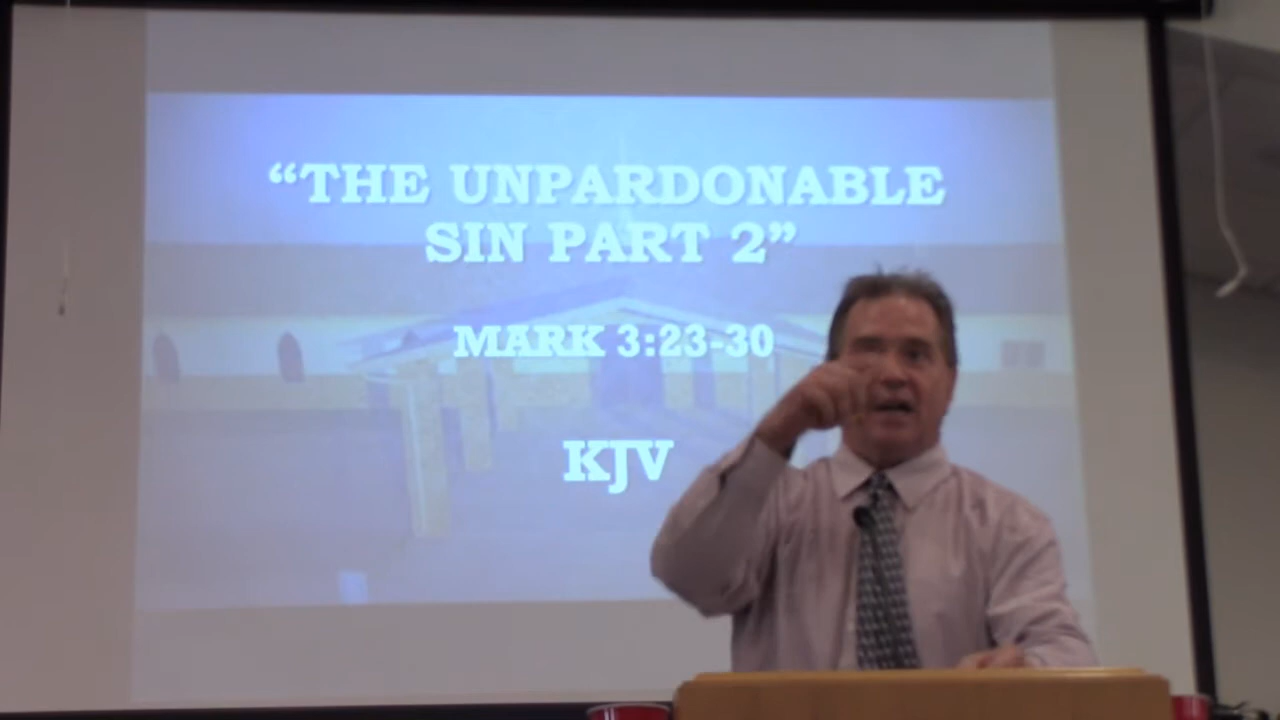 “THE UNPARDONABLE
SIN PART 2”
MARK 3:23-30
KJV